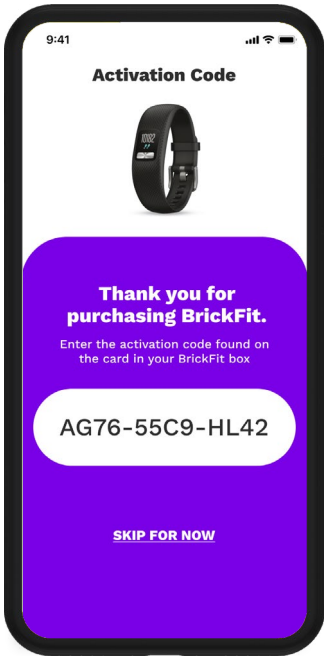 9:41
Activation Code
10182
Thank you for
purchasing BrickFit.
Enter the activation code found on
the card in your BrickFit box
AG76-55C9-HL42
SKIP FOR NOW